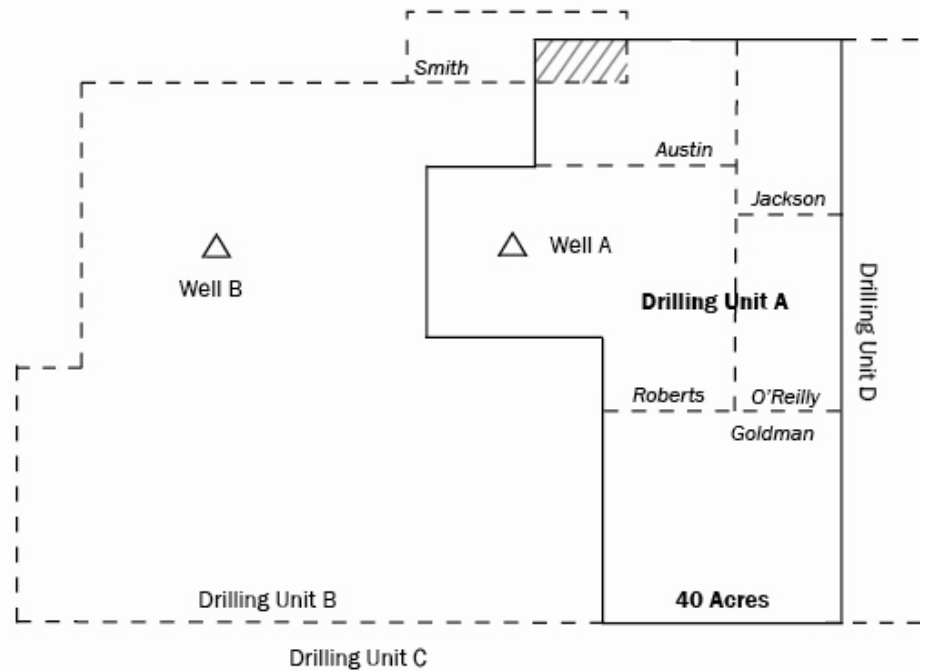 Smith
Austin
Jackson
Well A
Well B
Drilling Unit A
Drilling Unit D
Roberts
O'Reilly
Goldman
Drilling Unit B
40 Acres
Drilling Unit C